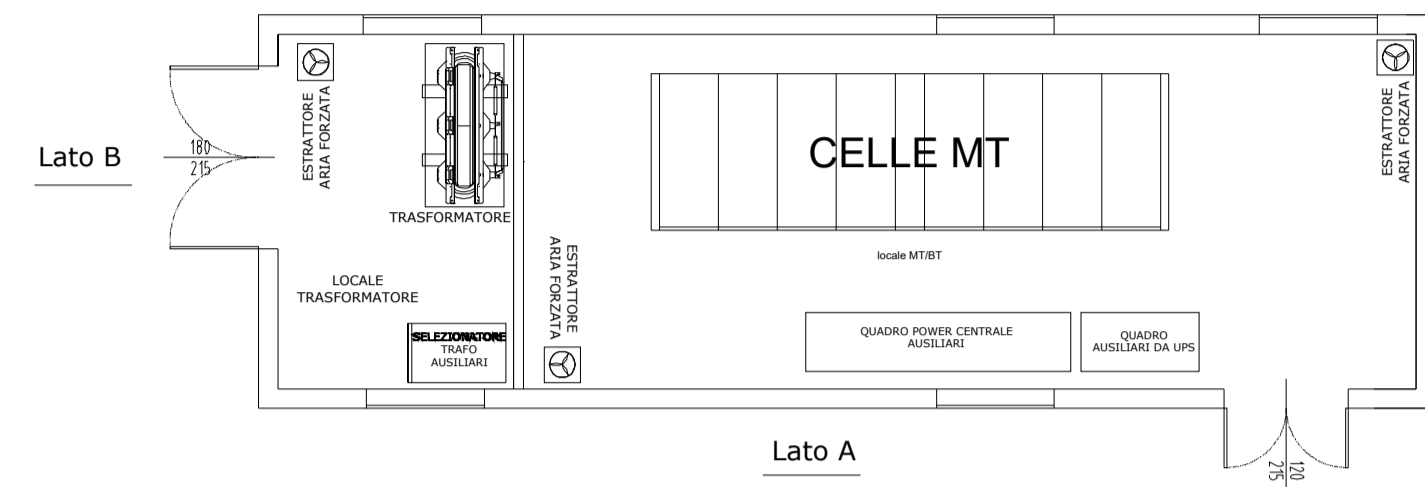 ESTRATTORE
ARIA FORZATA
TRASFORMATORE
CELLE MT
ESTRATTORE
ARIA FORZATA
Lato B
180
215
locale MT/BT
ESTRATTORE
ARIA FORZATA
LOCALE
TRASFORMATORE
SELEZIONATORE
TRAFO
AUSILIARI
QUADRO POWER CENTRALE
AUSILIARI
QUADRO
AUSILIARI DA UPS
Lato A
120
215